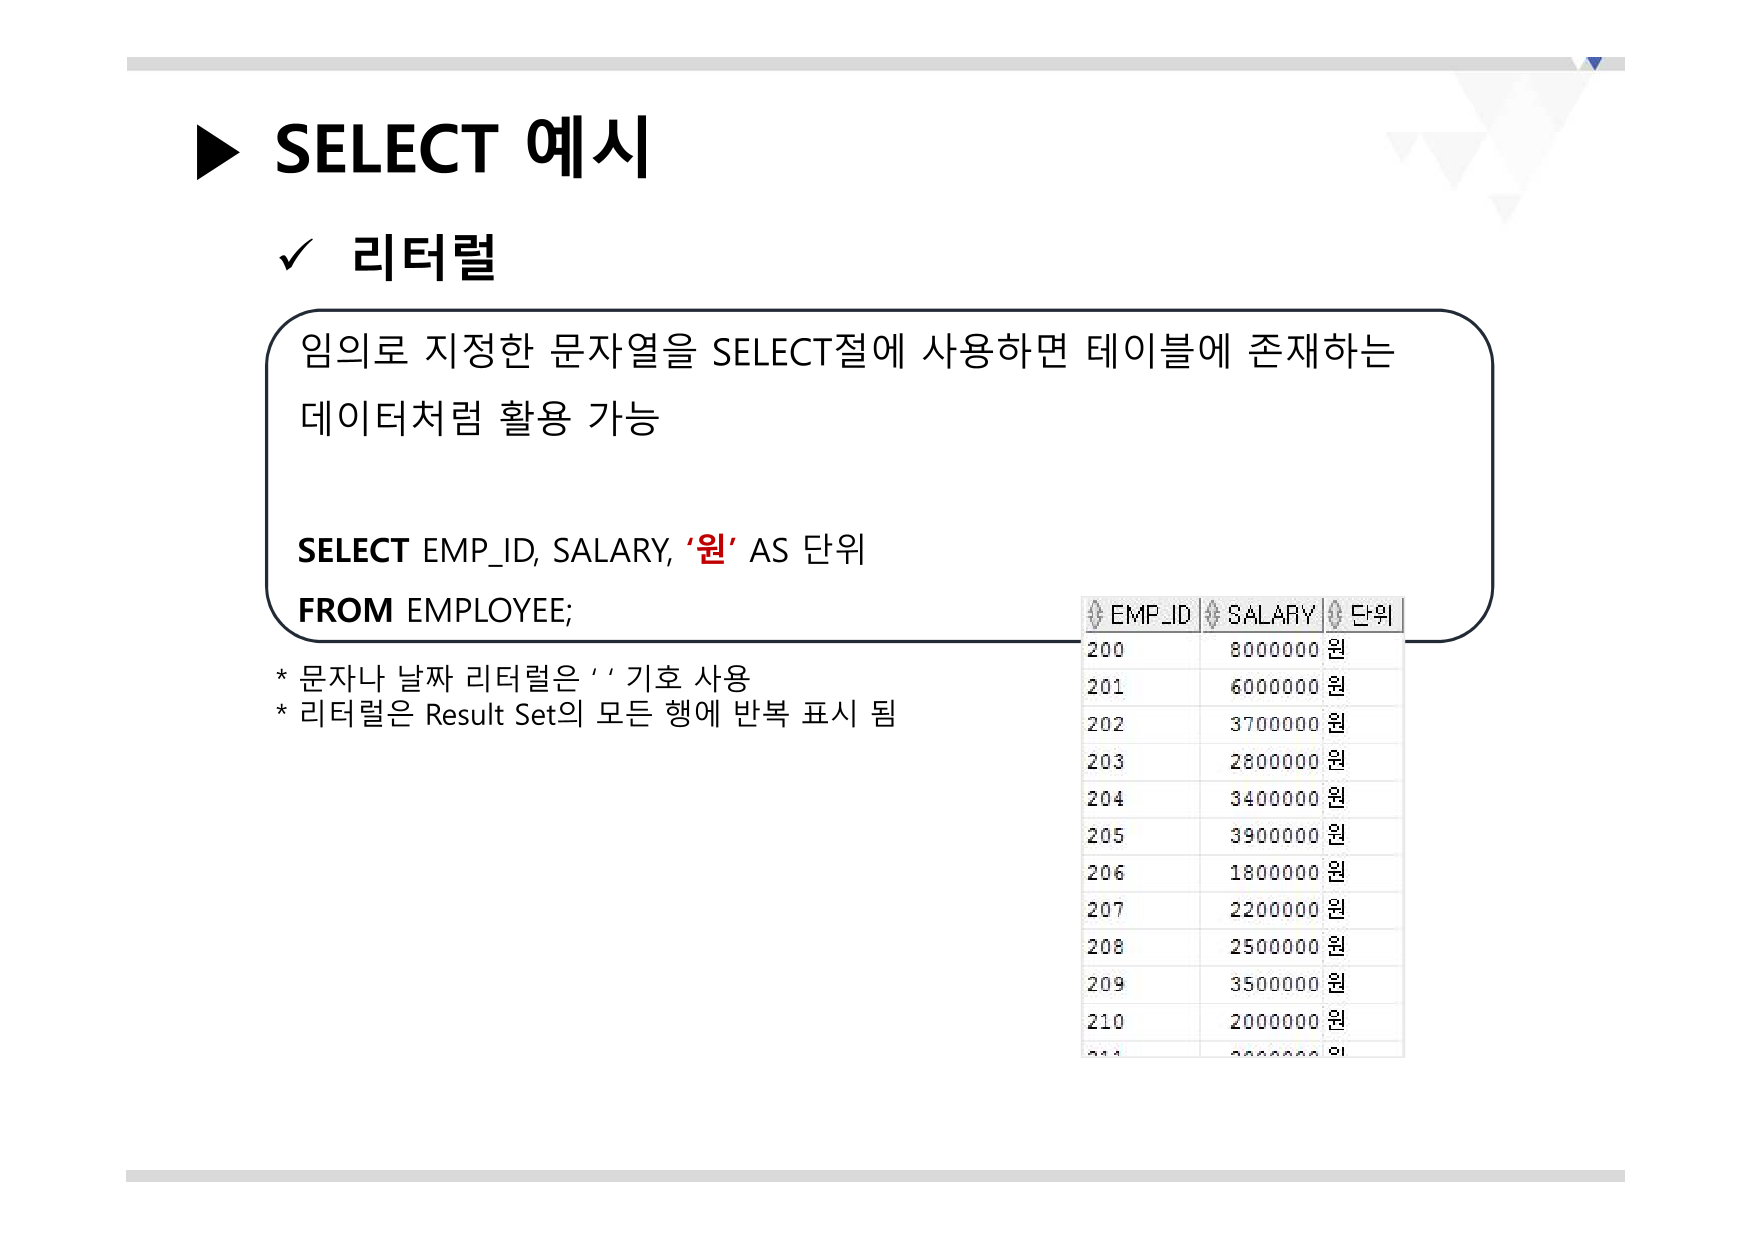 ▶ SELECT 예시
✓ 리터럴
임의로 지정한 문자열을 SELECT절에 사용하면 테이블에 존재하는
데이터처럼 활용 가능
SELECT EMP_ID, SALARY, ‘원’ AS 단위
FROM EMPLOYEE;
* 문자나 날짜 리터럴은 ‘ ‘ 기호 사용
* 리터럴은 Result Set의 모든 행에 반복 표시 됨
EMP_ID SALARY 단위
200 8000000 원
201 6000000 원
202 3700000 원
203 2800000 원
204 3400000 원
205 3900000 원
206 1800000 원
207 2200000 원
208 2500000 원
209 3500000 원
210 2000000 원